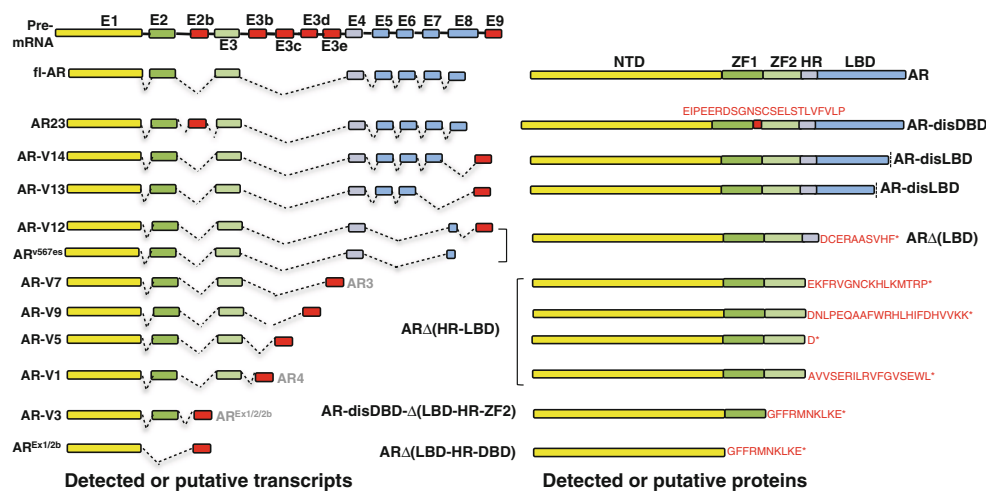 Pre-mRNA
E1 E2 E2b E3b E3d E4 E5 E6 E7 E8 E9
E3 E3c E3e
fl-AR
NTD ZF1 ZF2 HR LBD
AR
EIPEERDSGNSCSELSTLVFVLP
AR23
AR-disDBD
AR-V14
AR-disLBD
AR-V13
AR-disLBD
AR-V12
DCERAASVHF*
ARΔ(LBD)
ARv567es
AR-V7
AR3
EKFRVGNCKHLKMTRP*
AR-V9
DNLPEQAAFWRHLHIFDHVVKK*
ARΔ(HR-LBD)
AR-V5
D*
AR-V1
AR4
AVVSERILRVFGVSEWL*
AR-V3
AREx1/2/2b
AR-disDBD-Δ(LBD-HR-ZF2)
GFFRMNKLKE*
AREx1/2b
ARΔ(LBD-HR-DBD)
GFFRMNKLKE*
Detected or putative transcripts
Detected or putative proteins